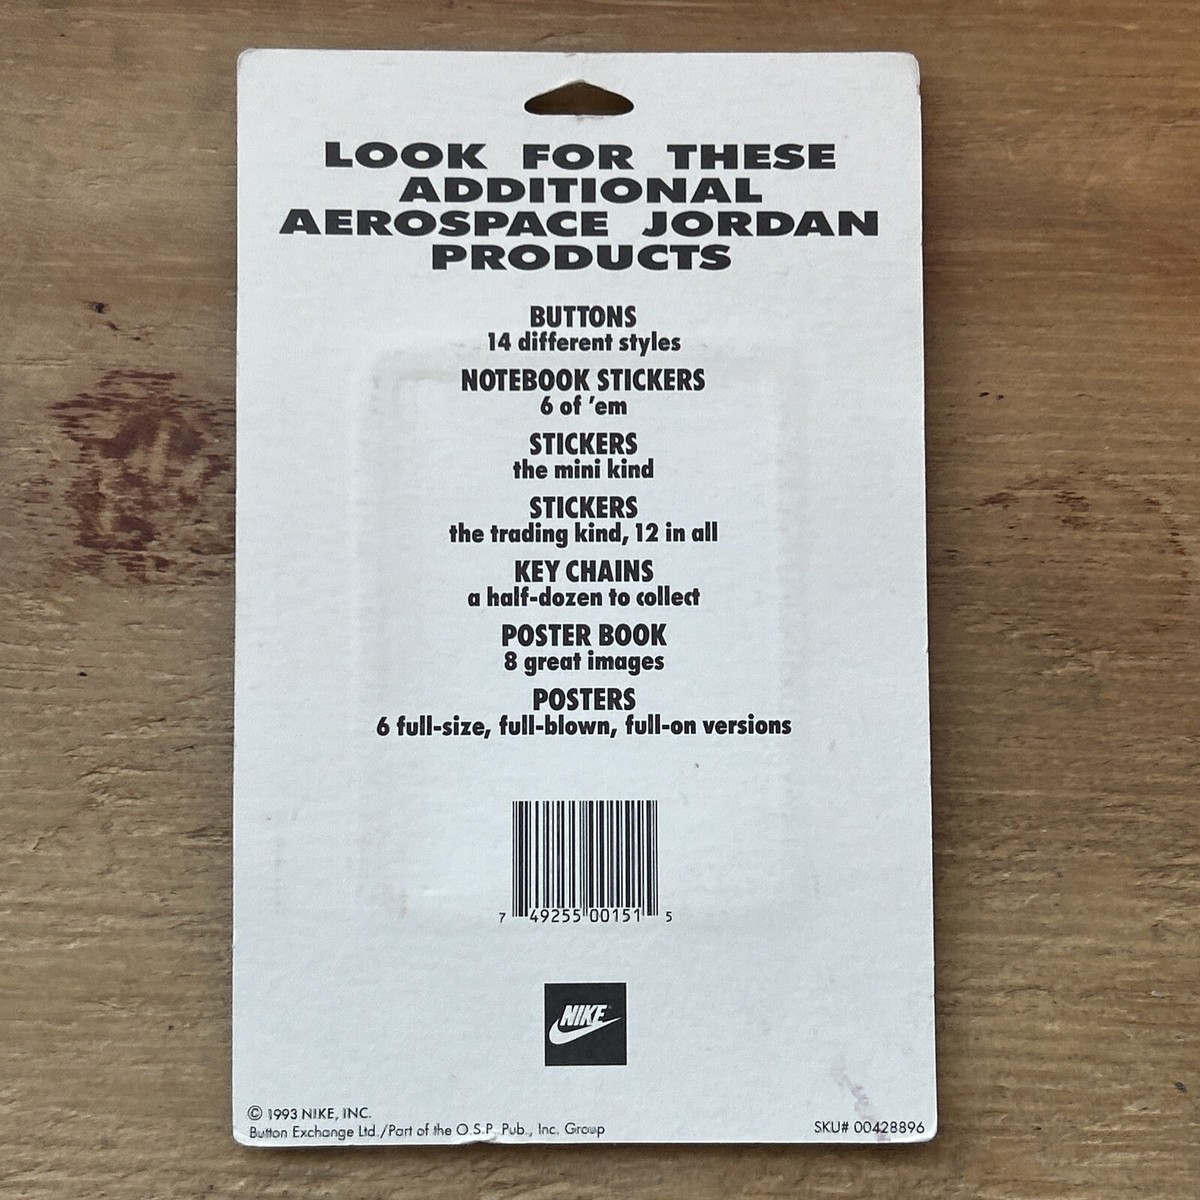 LOOK FOR THESE
ADDITIONAL
AEROSPACE JORDAN
PRODUCTS
BUTTONS
14 different styles
NOTEBOOK STICKERS
6 of 'em
STICKERS
the mini kind
STICKERS
the trading kind, 12 in all
KEY CHAINS
a half-dozen to collect
POSTER BOOK
8 great images
POSTERS
6 full-size, full-blown, full-on versions
7 49255 00151 5
NIKE
© 1993 NIKE, INC.
Button Exchange Ltd./Part of the O.S.P. Pub., Inc. Group
SKU# 00428896